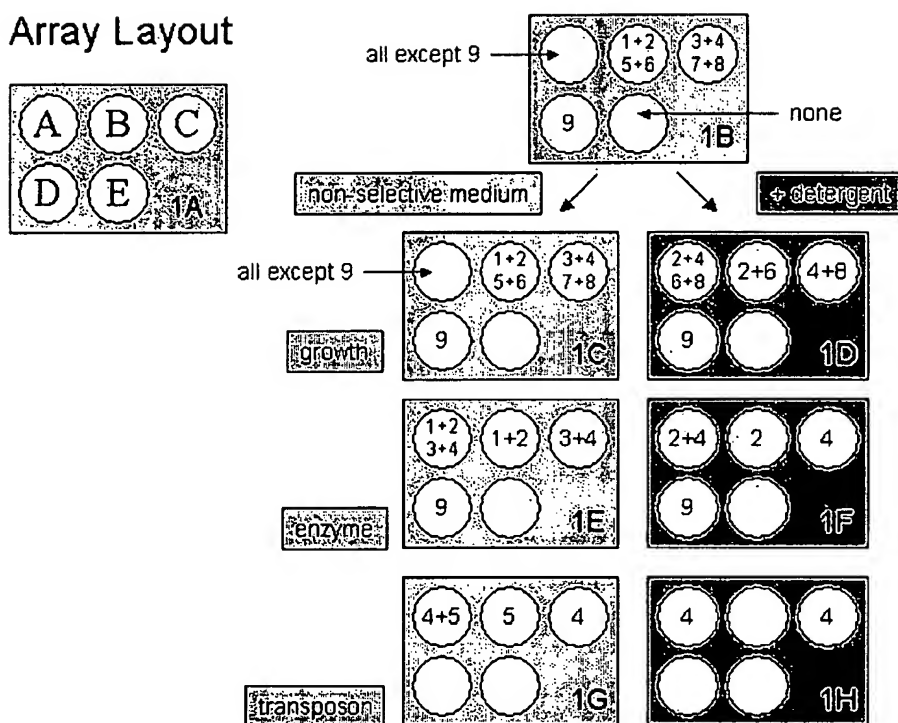 Array Layout
A B C
D E
1A
all except 9
1+2
5+6
3+4
7+8
9
none
1B
non-selective medium
+ detergent
all except 9
1+2
5+6
3+4
7+8
9
1C
growth
2+4
6+8
2+6
4+8
9
1D
1+2
3+4
1+2
3+4
9
1E
enzyme
2+4
2
4
9
1F
4+5
5
4
1G
transposon
4
4
1H